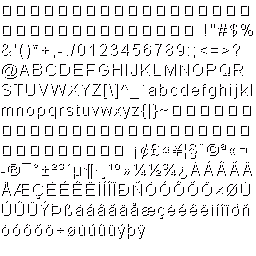 !"#$%
&'()*+,-./0123456789:;<=>?
@ABCDEFGHIJKLMNOPQR
STUVWXYZ[\]^_`abcdefghijkl
mnopqrstuvwxyz{|}~
¡¢£¤¥¦§¨©ª«¬
-®¯°±²³´µ¶·¸¹º»¼½¾¿ÀÁÂÃÄ
ÅÆÇÈÉÊËÌÍÎÏÐÑÒÓÔÕÖ×ØÙ
ÚÛÜÝÞßàáâãäåæçèéêëìíîïðñ
òóôõö÷øùúûüýþÿ